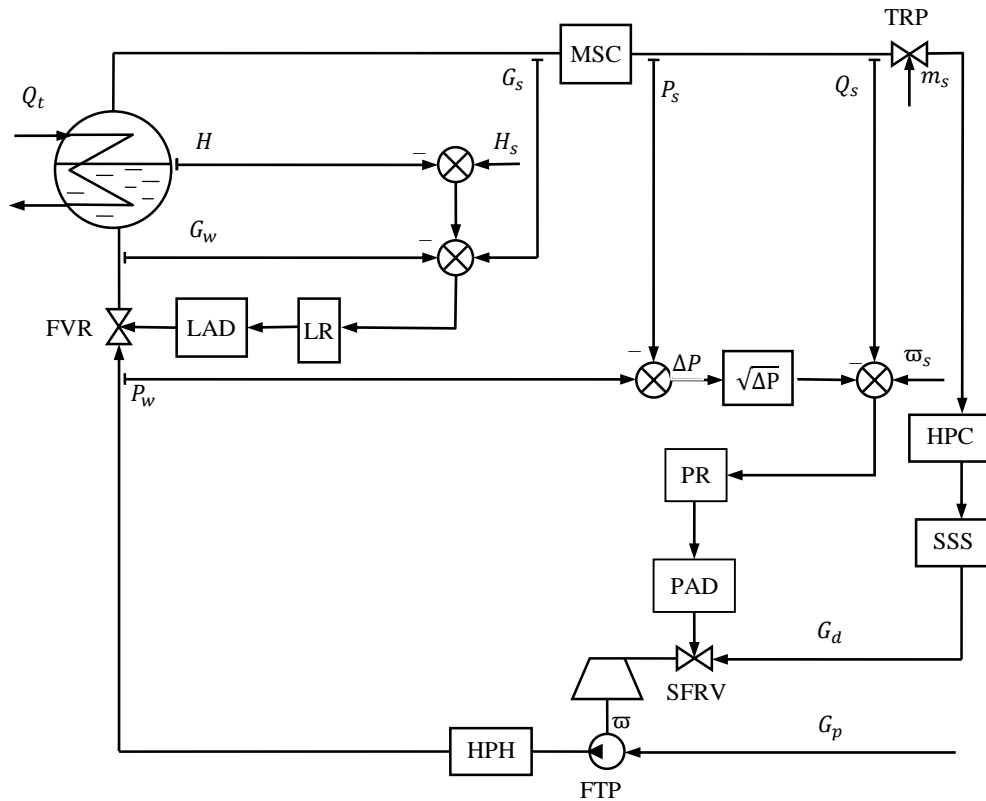 TRP
MSC
Q_t
G_s
P_s
Q_s
m_s
H
H_s
−
G_w
−
FVR
LAD
LR
−
ΔP
√ΔP
−
ϖ_s
P_w
HPC
PR
SSS
PAD
G_d
SFRV
ϖ
G_p
HPH
FTP